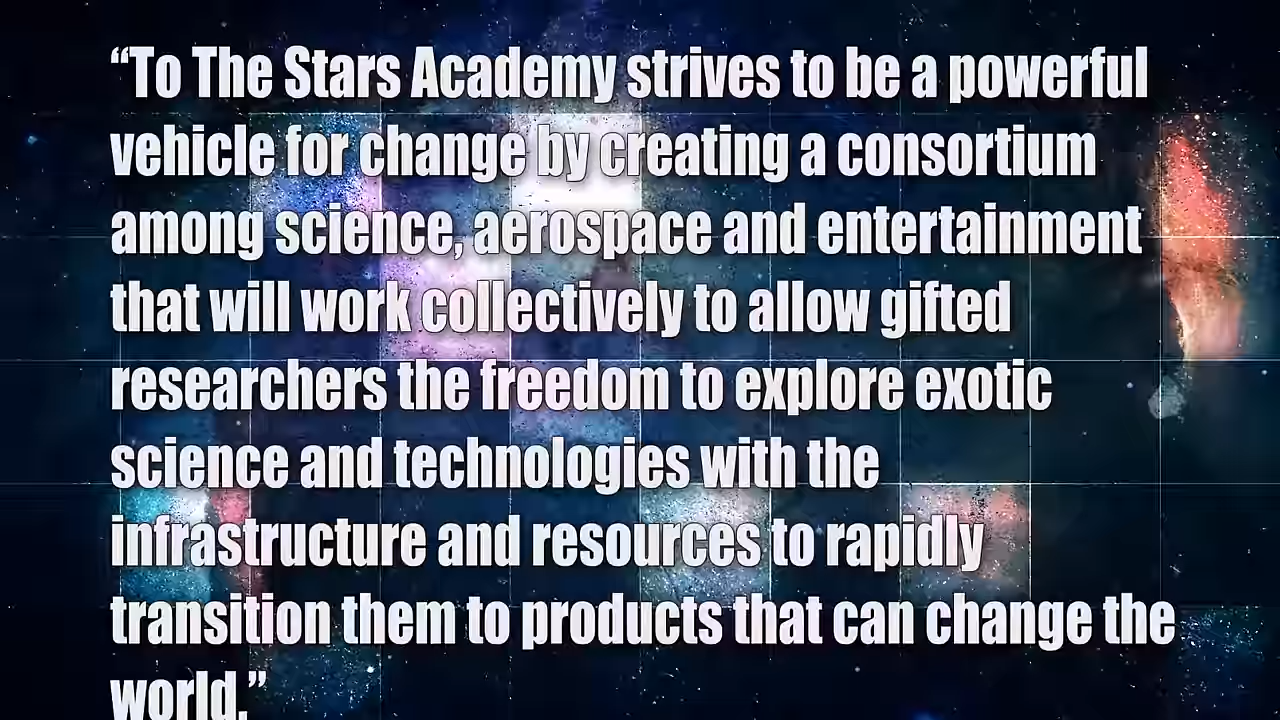 “To The Stars Academy strives to be a powerful
vehicle for change by creating a consortium
among science, aerospace and entertainment
that will work collectively to allow gifted
researchers the freedom to explore exotic
science and technologies with the
infrastructure and resources to rapidly
transition them to products that can change the
world.”